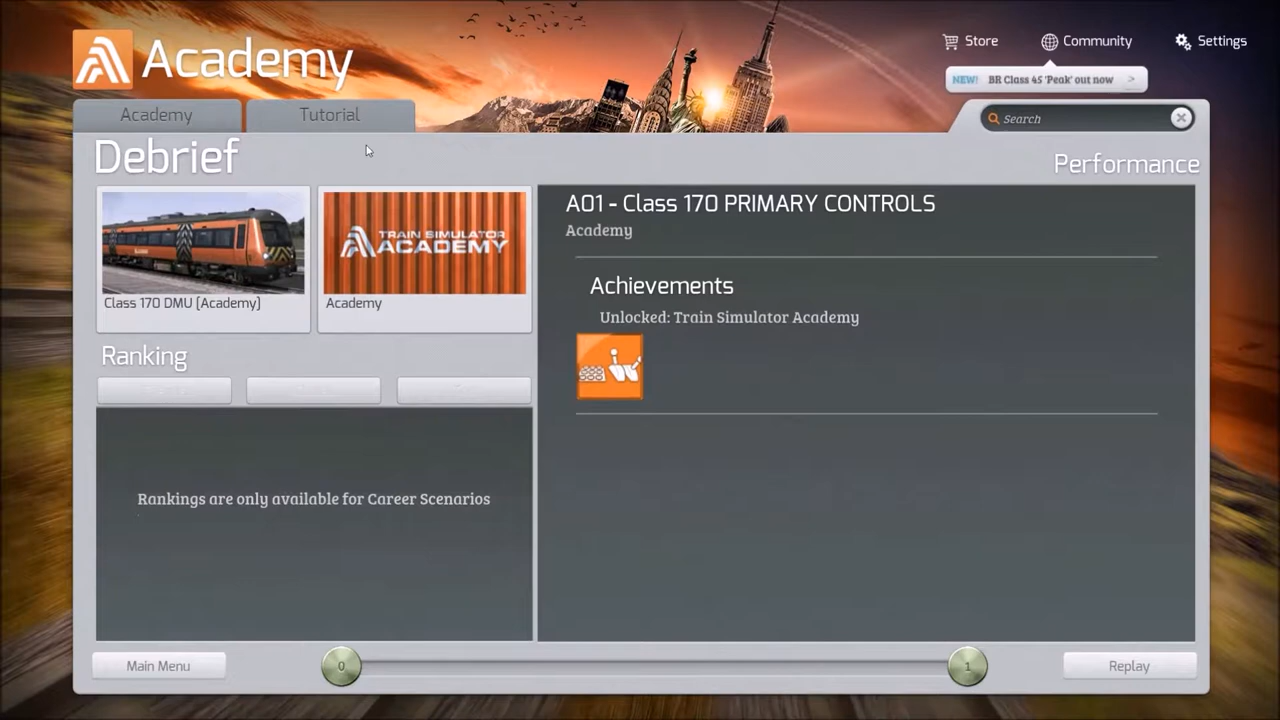 Academy
Store
Community
Settings
NEW! BR Class 45 'Peak' out now >
Academy
Tutorial
Search
Debrief
Performance
TRAIN SIMULATOR
ACADEMY
Class 170 DMU [Academy]
Academy
A01 - Class 170 PRIMARY CONTROLS
Academy
Achievements
Unlocked: Train Simulator Academy
Ranking
Rankings are only available for Career Scenarios
Main Menu
0
1
Replay